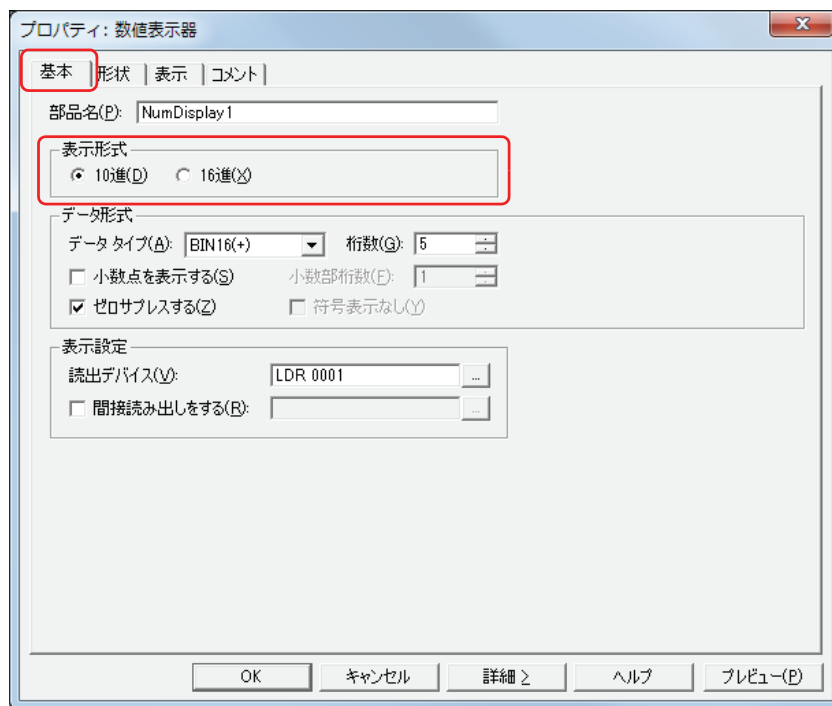 プロパティ: 数値表示器
基本 形状 表示 コメント
部品名(P): NumDisplay1
表示形式
10進(D) 16進(X)
データ形式
データ タイプ(A): BIN16(+) 桁数(G): 5
小数点を表示する(S) 小数部桁数(F): 1
ゼロサプレスする(Z) 符号表示なし(Y)
表示設定
読出デバイス(V): LDR 0001 ...
間接読み出しをする(R): ...
OK キャンセル 詳細 ≥ ヘルプ プレビュー(P)